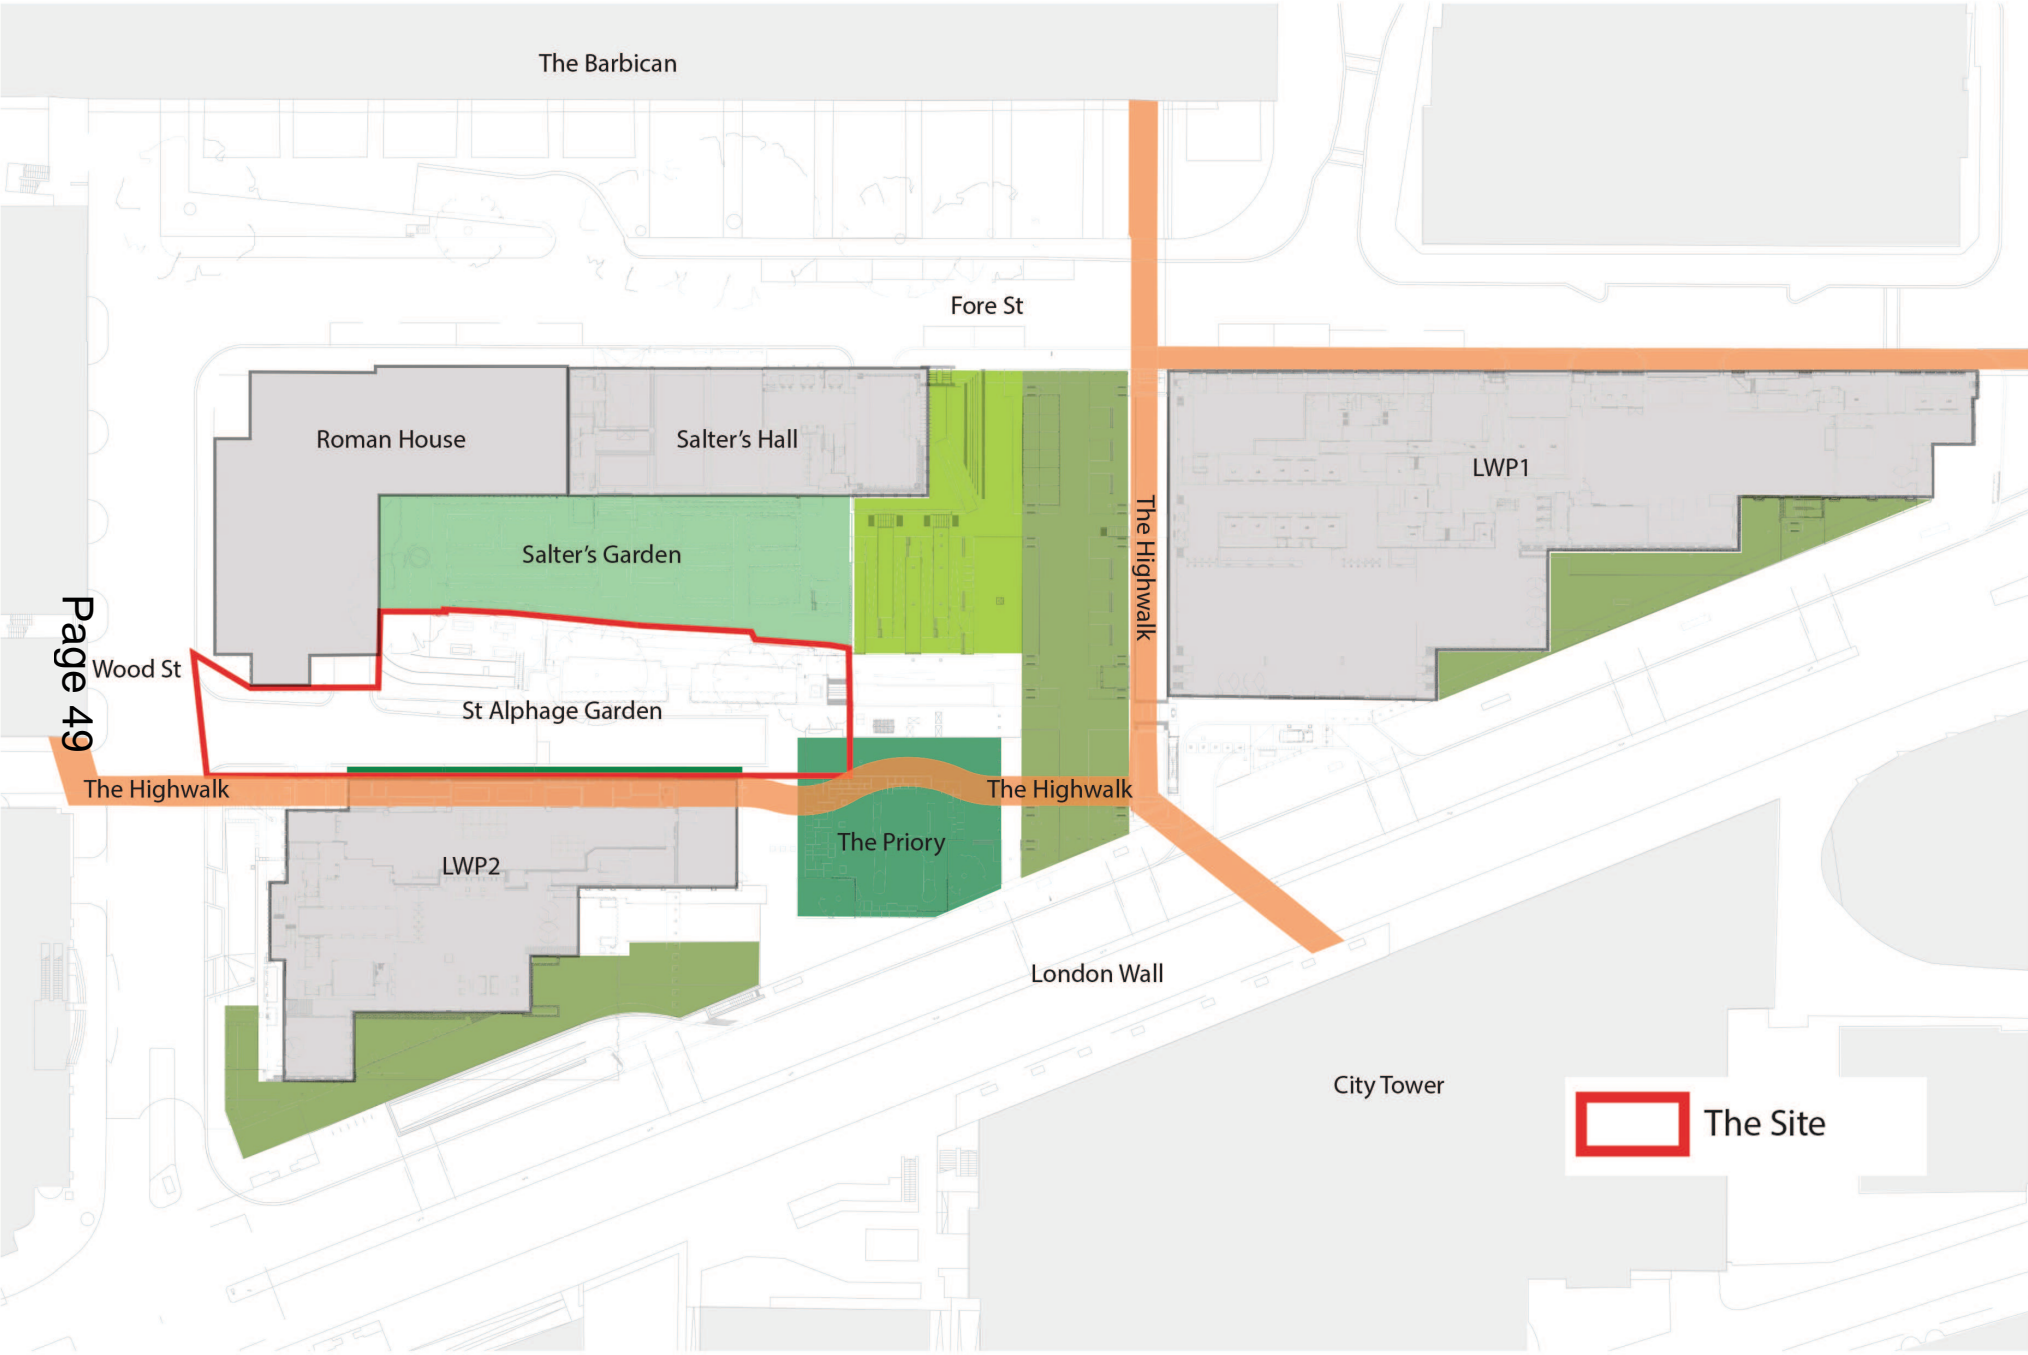 The Barbican
Fore St
Roman House
Salter's Hall
LWP1
Salter's Garden
The Highwalk
Page 49
Wood St
St Alphage Garden
The Highwalk
The Highwalk
The Priory
LWP2
London Wall
City Tower
The Site